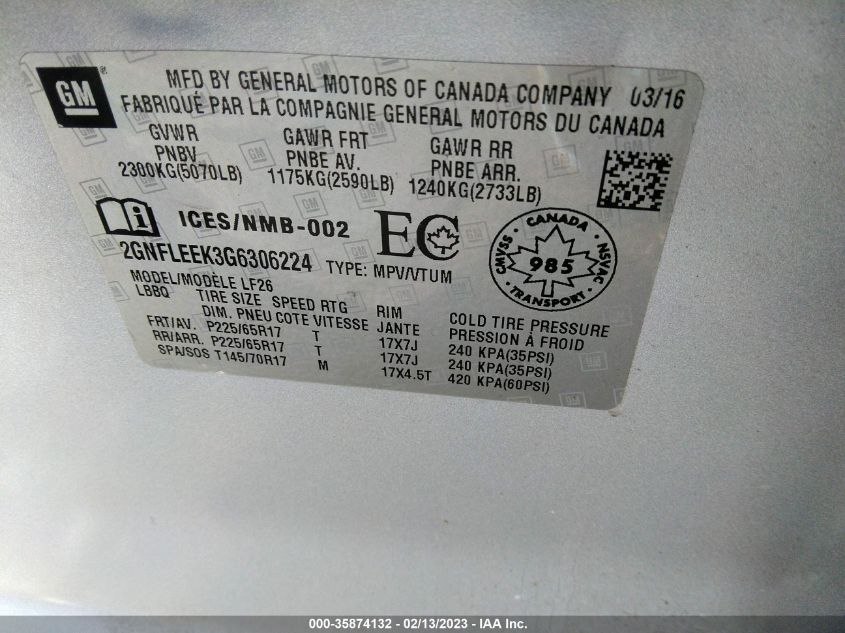 GM
MFD BY GENERAL MOTORS OF CANADA COMPANY 03/16
FABRIQUÉ PAR LA COMPAGNIE GENERAL MOTORS DU CANADA
GVWR GAWR FRT GAWR RR
PNBV PNBE AV. PNBE ARR.
2300KG(5070LB) 1175KG(2590LB) 1240KG(2733LB)
ICES/NMB-002 EC
CANADA
CMVSS 985 NSVAC
TRANSPORT
2GNFLEEK3G6306224 TYPE: MPV/VTUM
MODEL/MODÈLE LF26
LBBQ TIRE SIZE SPEED RTG RIM COLD TIRE PRESSURE
DIM. PNEU COTE VITESSE JANTE PRESSION À FROID
FRT/AV. P225/65R17 T 17X7J 240 KPA(35PSI)
RR/ARR. P225/65R17 T 17X7J 240 KPA(35PSI)
SPA/SOS T145/70R17 M 17X4.5T 420 KPA(60PSI)
000-35874132 - 02/13/2023 - IAA Inc.